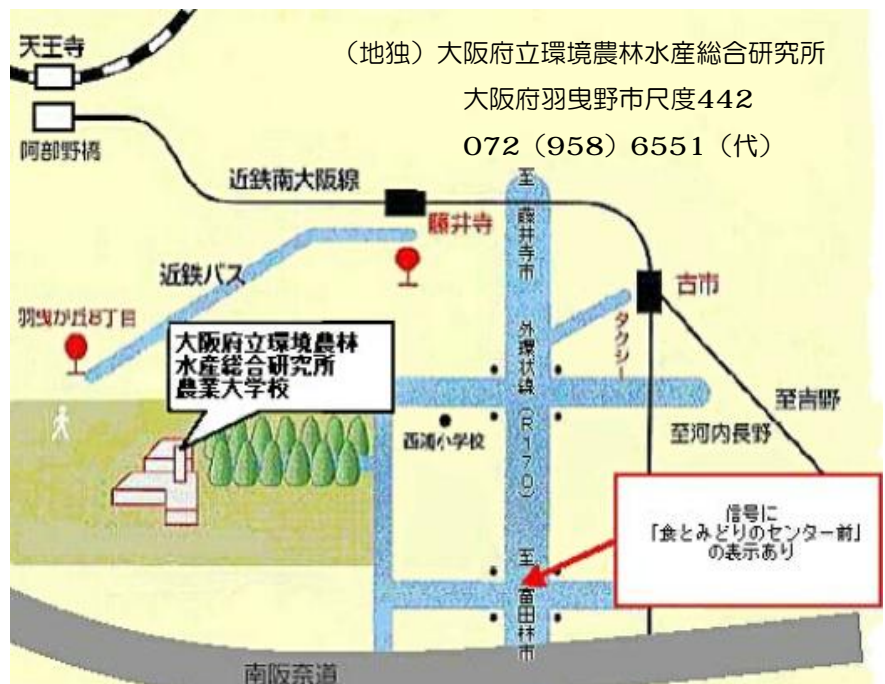 天王寺
（地独）大阪府立環境農林水産総合研究所
大阪府羽曳野市尺度442
072（958）6551（代）
阿部野橋
近鉄南大阪線
至 藤井寺市
藤井寺
近鉄バス
古市
羽曳が丘8丁目
タクシー
大阪府立環境農林
水産総合研究所
農業大学校
外環状線（R170）
西浦小学校
至吉野
至河内長野
信号に
「食とみどりのセンター前」
の表示あり
至 富田林市
南阪奈道